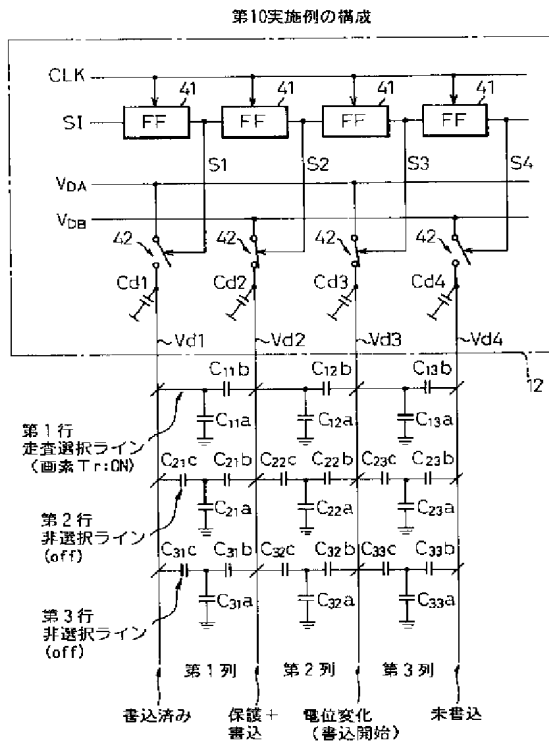 第10実施例の構成
CLK
41 41 41 41
SI FF FF FF FF
S1 S2 S3 S4
VDA
VDB
42 42 42 42
Cd1 Cd2 Cd3 Cd4
Vd1 Vd2 Vd3 Vd4
12
C11b C12b C13b
C11a C12a C13a
第1行
走査選択ライン
(画素Tr:ON)
C21c C21b C22c C22b C23c C23b
C21a C22a C23a
第2行
非選択ライン
(off)
C31c C31b C32c C32b C33c C33b
C31a C32a C33a
第3行
非選択ライン
(off)
第1列 第2列 第3列
書込済み 保護+ 電位変化 未書込
書込 (書込開始)